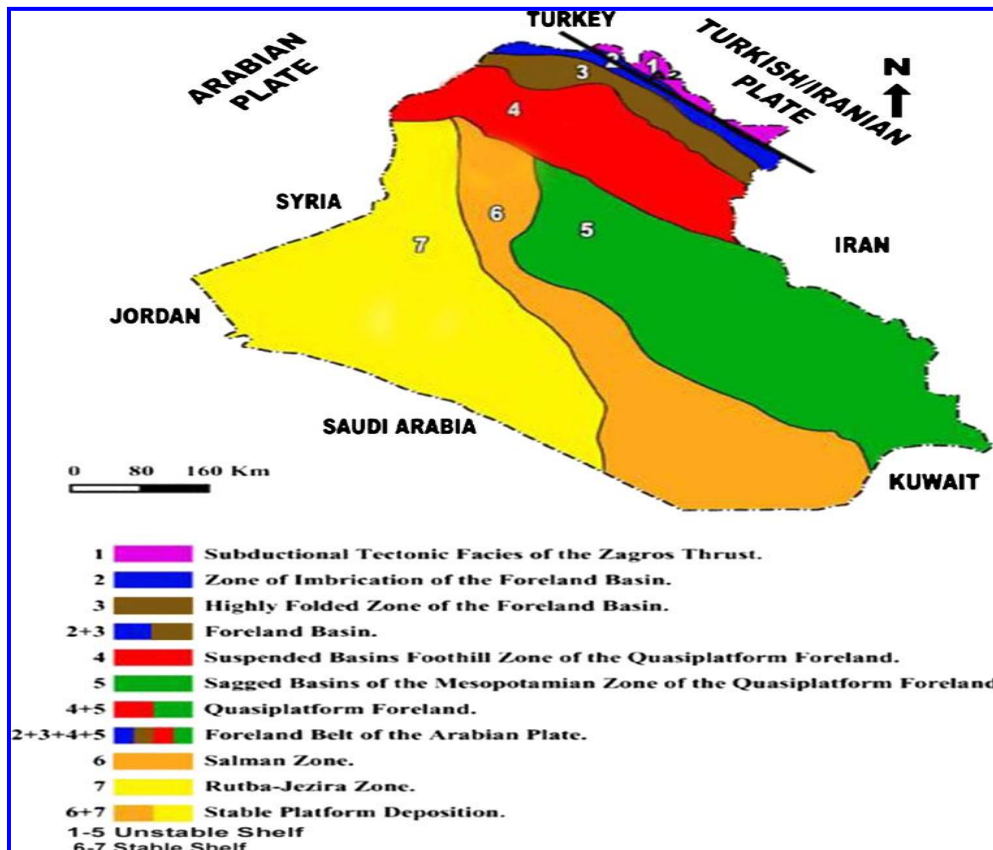 TURKEY
ARABIAN
PLATE
TURKISH/IRANIAN
PLATE
N
1
2
2
3
4
5
6
7
SYRIA
IRAN
JORDAN
SAUDI ARABIA
KUWAIT
0 80 160 Km
1 Subductional Tectonic Facies of the Zagros Thrust.
2 Zone of Imbrication of the Foreland Basin.
3 Highly Folded Zone of the Foreland Basin.
2+3 Foreland Basin.
4 Suspended Basins Foothill Zone of the Quasiplatform Foreland.
5 Sagged Basins of the Mesopotamian Zone of the Quasiplatform Foreland
4+5 Quasiplatform Foreland.
2+3+4+5 Foreland Belt of the Arabian Plate.
6 Salman Zone.
7 Rutba-Jezira Zone.
6+7 Stable Platform Deposition.
1-5 Unstable Shelf
6-7 Stable Shelf